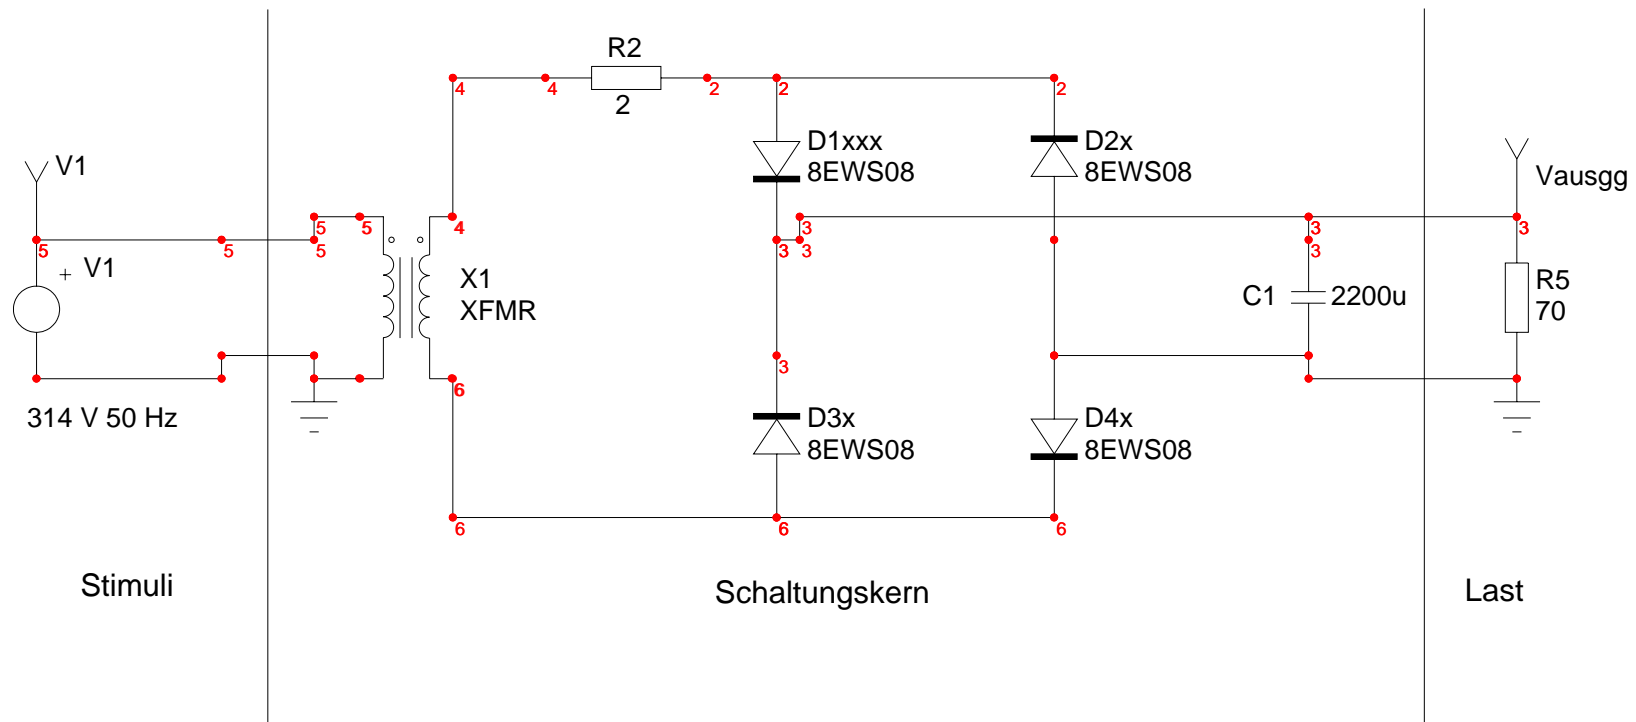 R2
4
4
2
2
2
2
V1
D1xxx
8EWS08
D2x
8EWS08
Vausgg
5
5
4
3
3
5
5
5
3
3
3
3
+ V1
X1
XFMR
C1
2200u
R5
70
3
6
314 V 50 Hz
D3x
8EWS08
D4x
8EWS08
6
6
6
Stimuli
Schaltungskern
Last